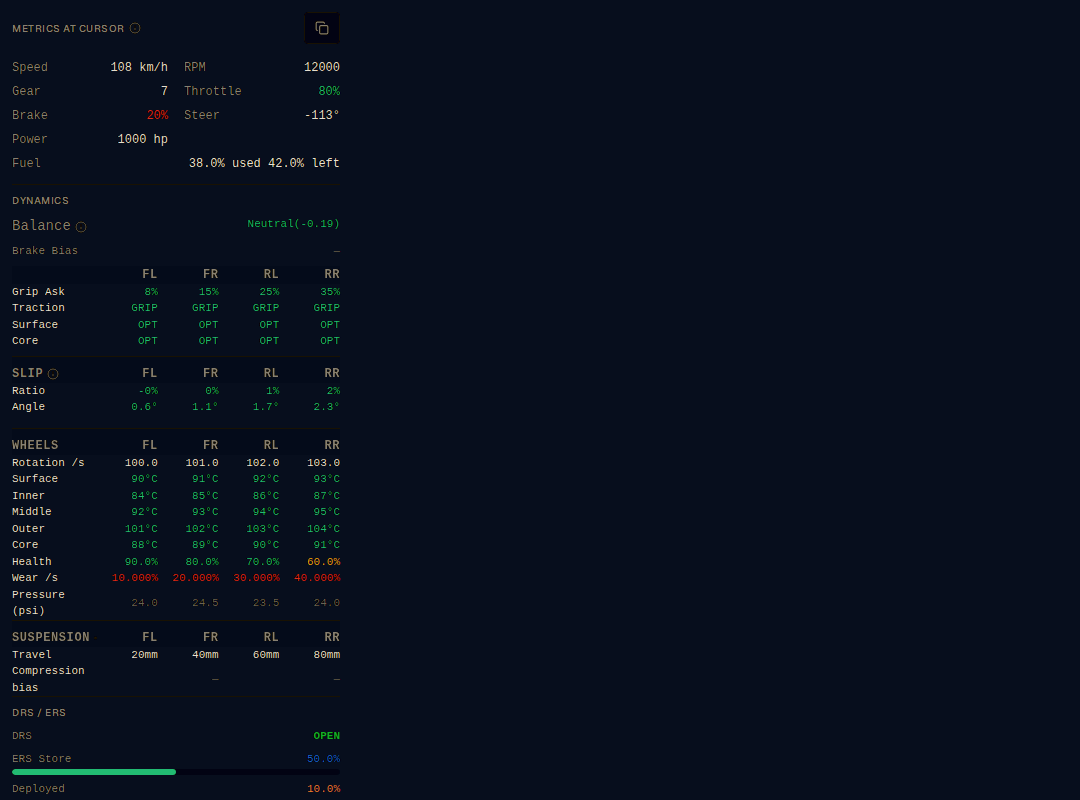 METRICS AT CURSOR
Speed 108 km/h RPM 12000
Gear 7 Throttle 80%
Brake 20% Steer -113°
Power 1000 hp
Fuel 38.0% used 42.0% left
DYNAMICS
Balance Neutral(-0.19)
Brake Bias —
FL FR RL RR
Grip Ask 8% 15% 25% 35%
Traction GRIP GRIP GRIP GRIP
Surface OPT OPT OPT OPT
Core OPT OPT OPT OPT
SLIP FL FR RL RR
Ratio -0% 0% 1% 2%
Angle 0.6° 1.1° 1.7° 2.3°
WHEELS FL FR RL RR
Rotation /s 100.0 101.0 102.0 103.0
Surface 90°C 91°C 92°C 93°C
Inner 84°C 85°C 86°C 87°C
Middle 92°C 93°C 94°C 95°C
Outer 101°C 102°C 103°C 104°C
Core 88°C 89°C 90°C 91°C
Health 90.0% 80.0% 70.0% 60.0%
Wear /s 10.000% 20.000% 30.000% 40.000%
Pressure
(psi) 24.0 24.5 23.5 24.0
SUSPENSION FL FR RL RR
Travel 20mm 40mm 60mm 80mm
Compression
bias — —
DRS / ERS
DRS OPEN
ERS Store 50.0%
Deployed 10.0%